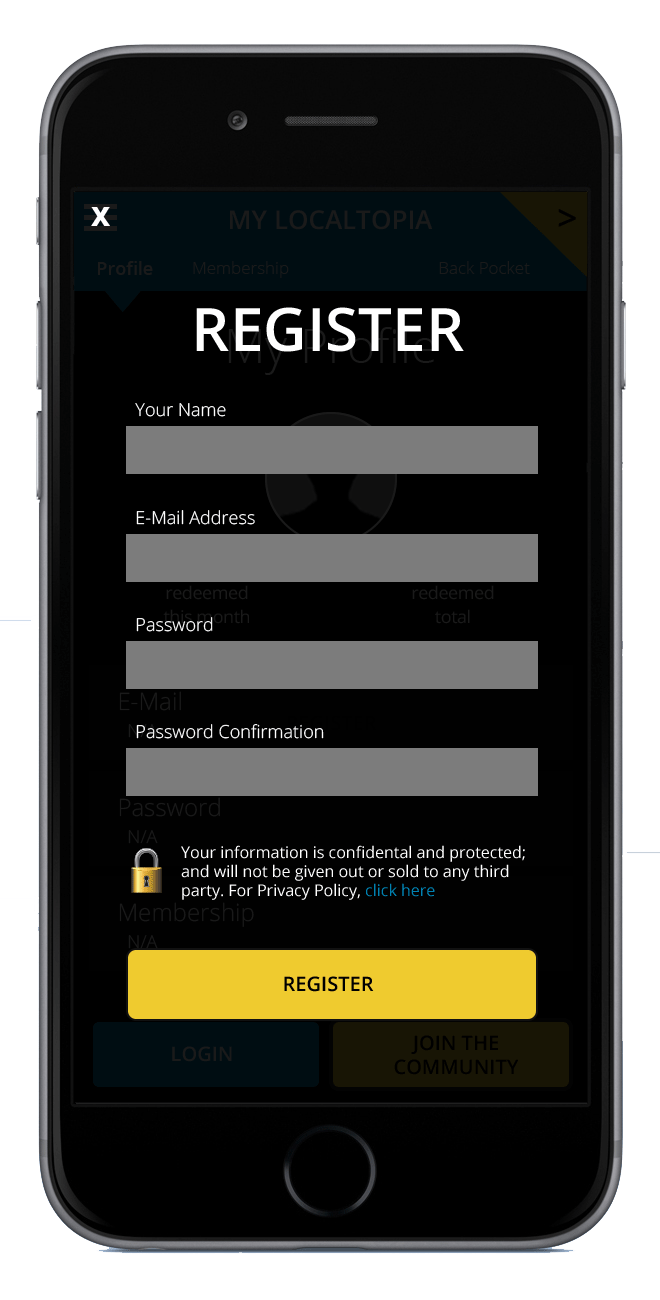 X
MY LOCALTOPIA
>
Profile
Membership
Back Pocket
REGISTER
My Profile
Your Name
E-Mail Address
redeemed
this month
redeemed
total
Password
E-Mail
Password Confirmation
Password
N/A
Your information is confidental and protected;
and will not be given out or sold to any third
party. For Privacy Policy, click here
Membership
N/A
REGISTER
LOGIN
JOIN THE
COMMUNITY